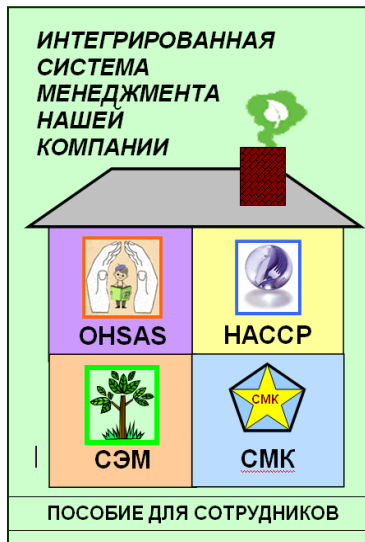 ИНТЕГРИРОВАННАЯ
СИСТЕМА
МЕНЕДЖМЕНТА
НАШЕЙ
КОМПАНИИ
OHSAS
HACCP
СЭМ
СМК
СМК
ПОСОБИЕ ДЛЯ СОТРУДНИКОВ